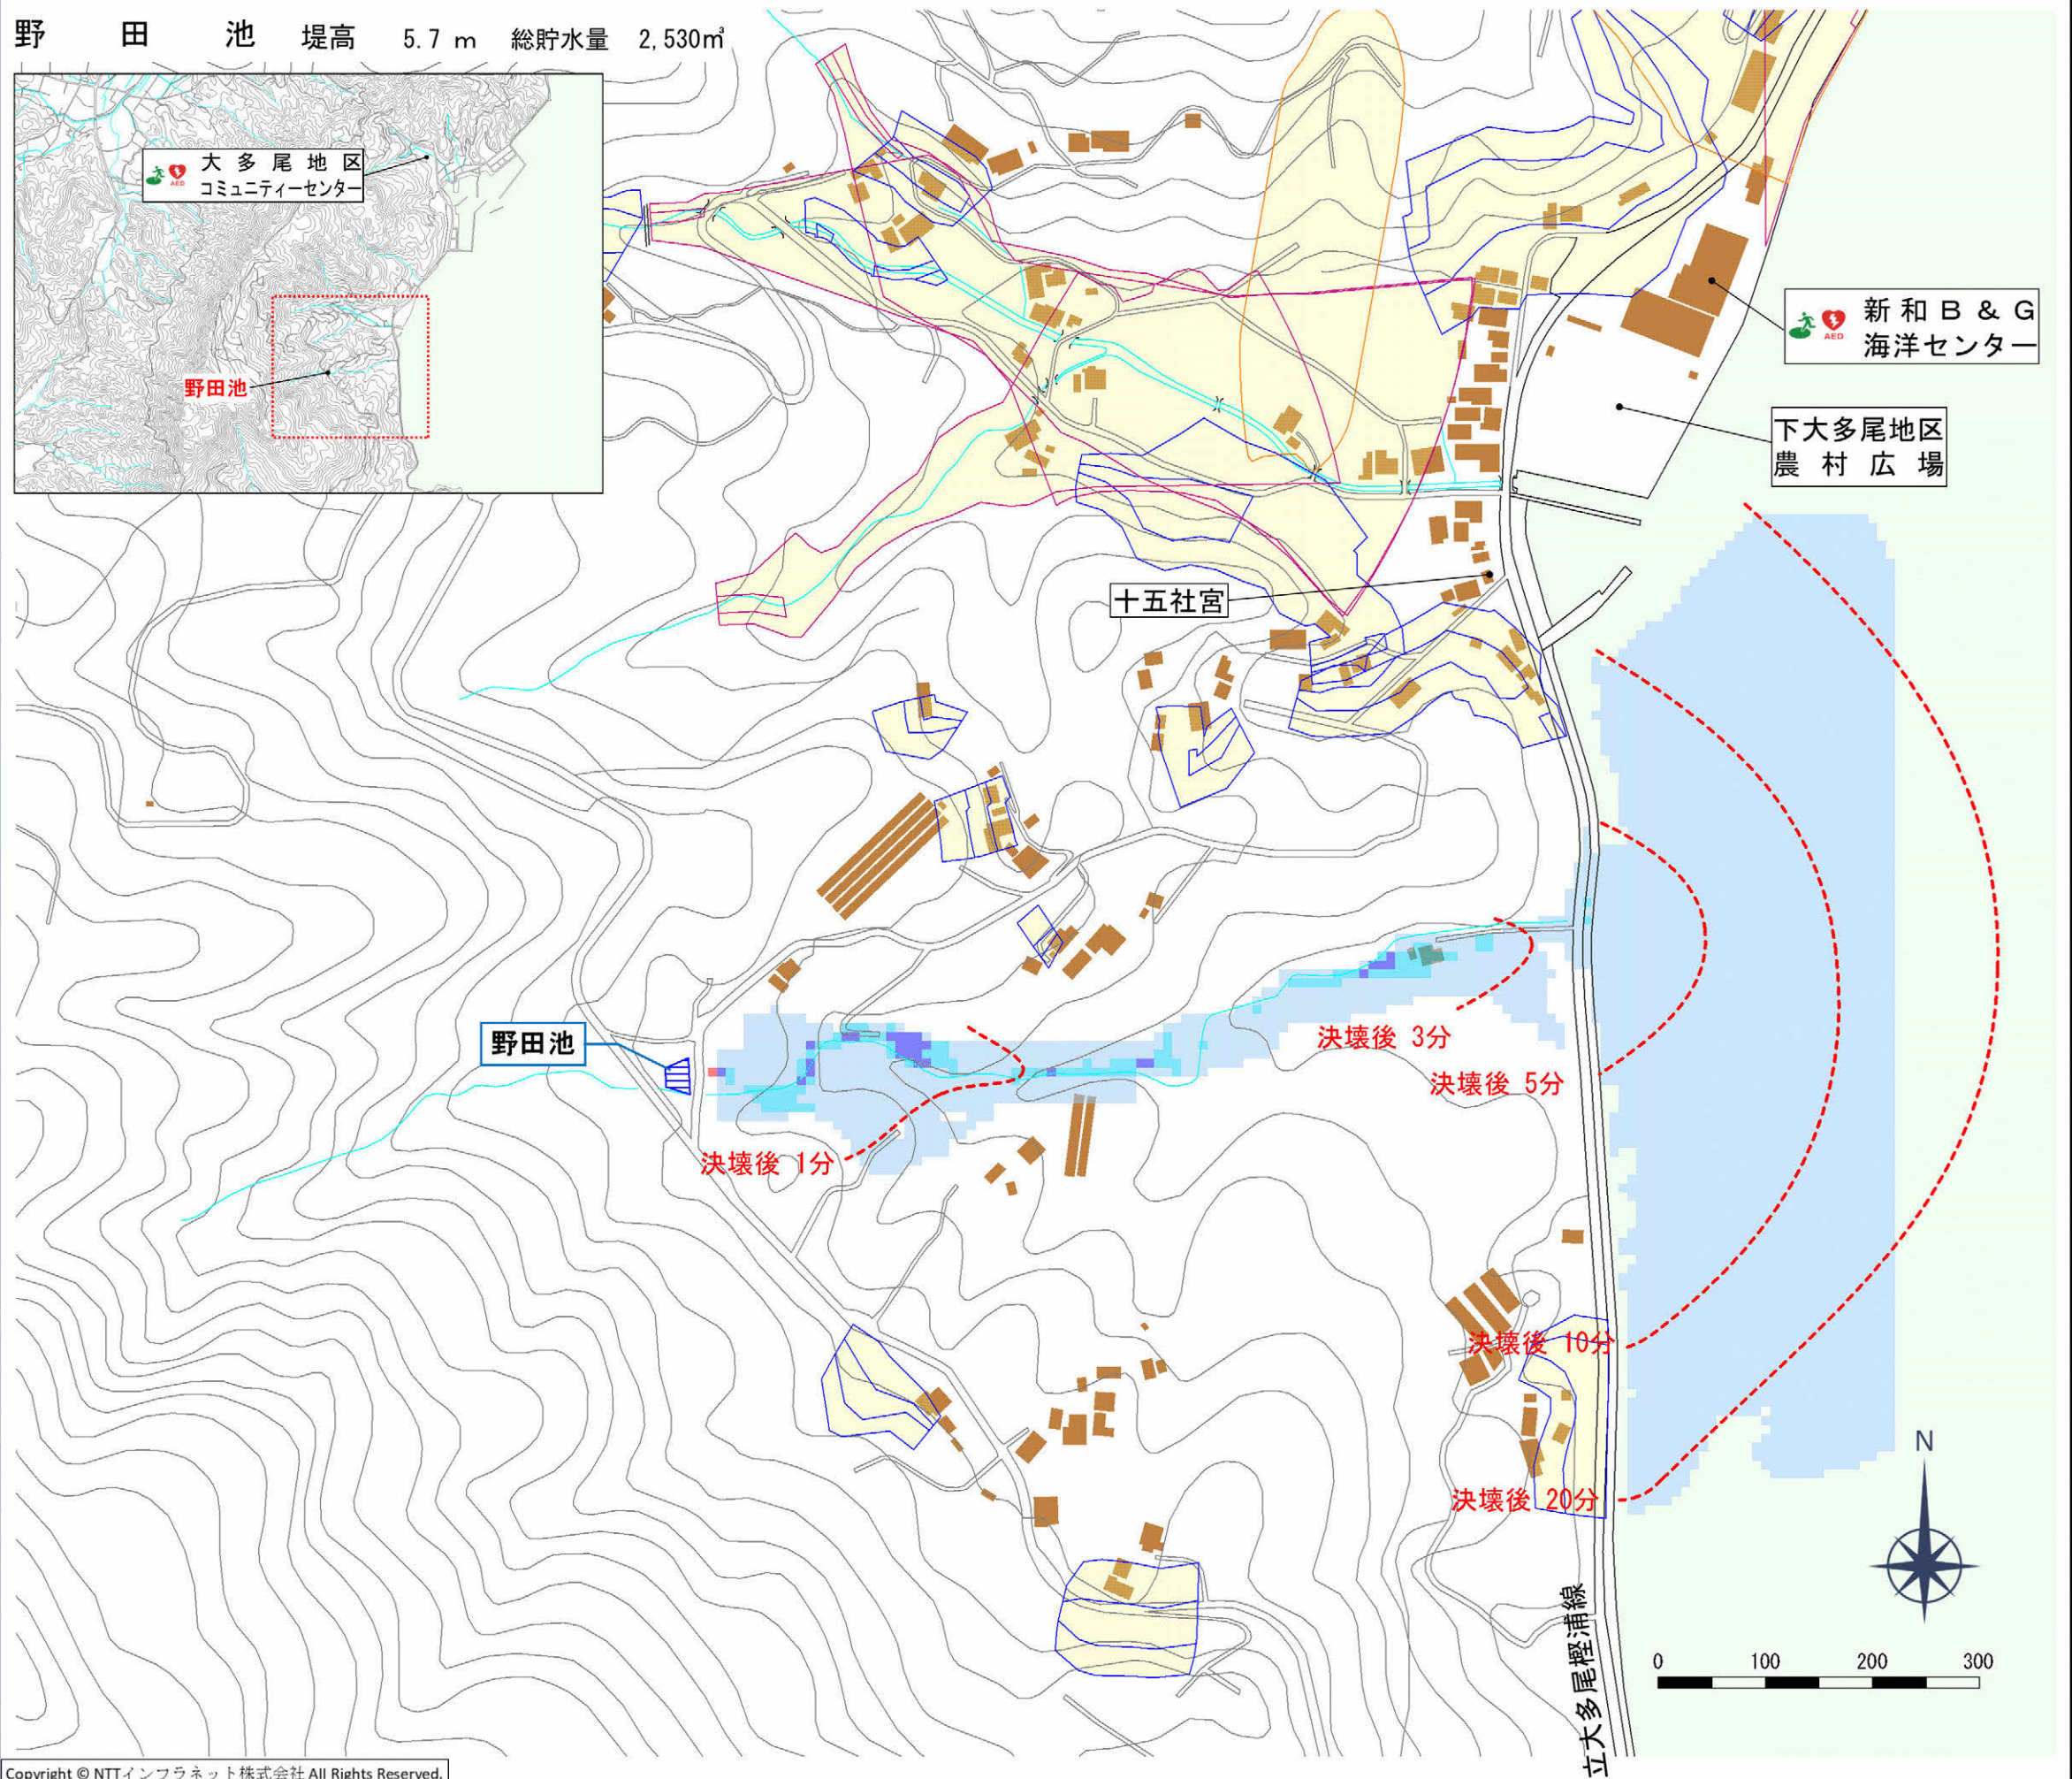 野田池 堤高 5.7 m 総貯水量 2,530㎥
AED
大多尾地区
コミュニティーセンター
野田池
AED
新和B&G
海洋センター
下大多尾地区
農村広場
十五社宮
野田池
決壊後 3分
決壊後 5分
決壊後 1分
決壊後 10分
決壊後 20分
N
0 100 200 300
立大多尾樫浦線
Copyright © NTTインフラネット株式会社 All Rights Reserved.